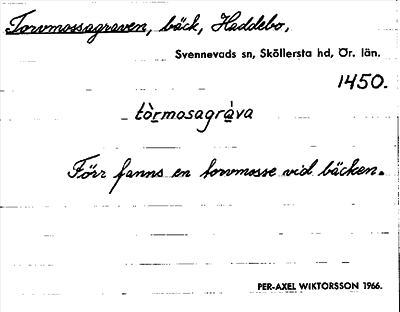 Torvmossagraven, bäck, Haddebo,
Svennevads sn, Sköllersta hd, Ör. län.
1450.
tòrmosagràva
Förr fanns en torvmosse vid bäcken.
PER-AXEL WIKTORSSON 1966.